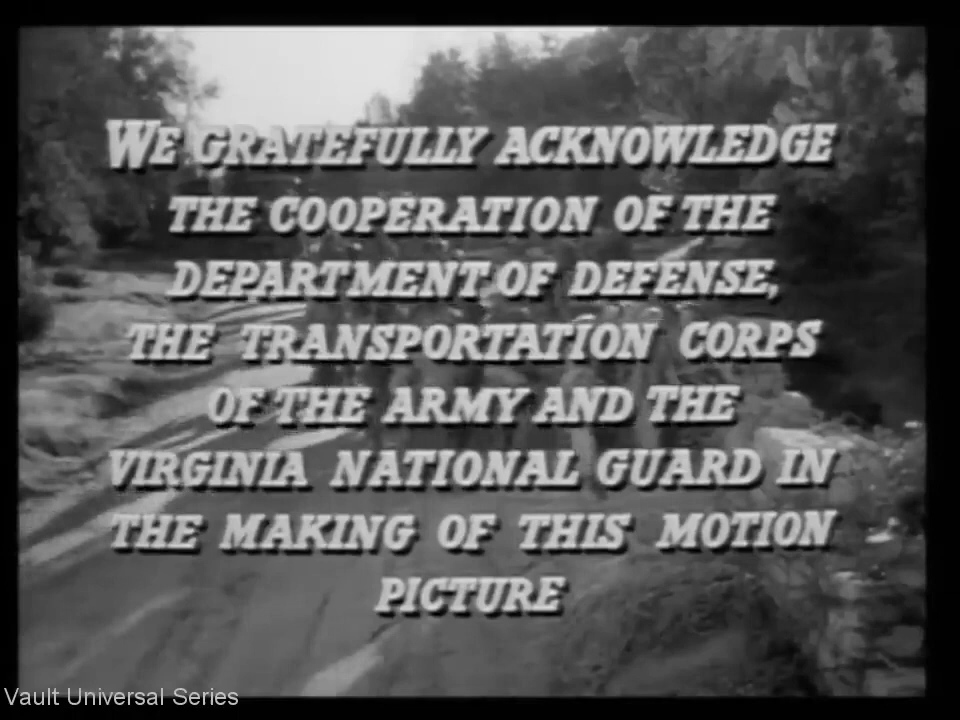 WE GRATEFULLY ACKNOWLEDGE
THE COOPERATION OF THE
DEPARTMENT OF DEFENSE,
THE TRANSPORTATION CORPS
OF THE ARMY AND THE
VIRGINIA NATIONAL GUARD IN
THE MAKING OF THIS MOTION
PICTURE
Vault Universal Series